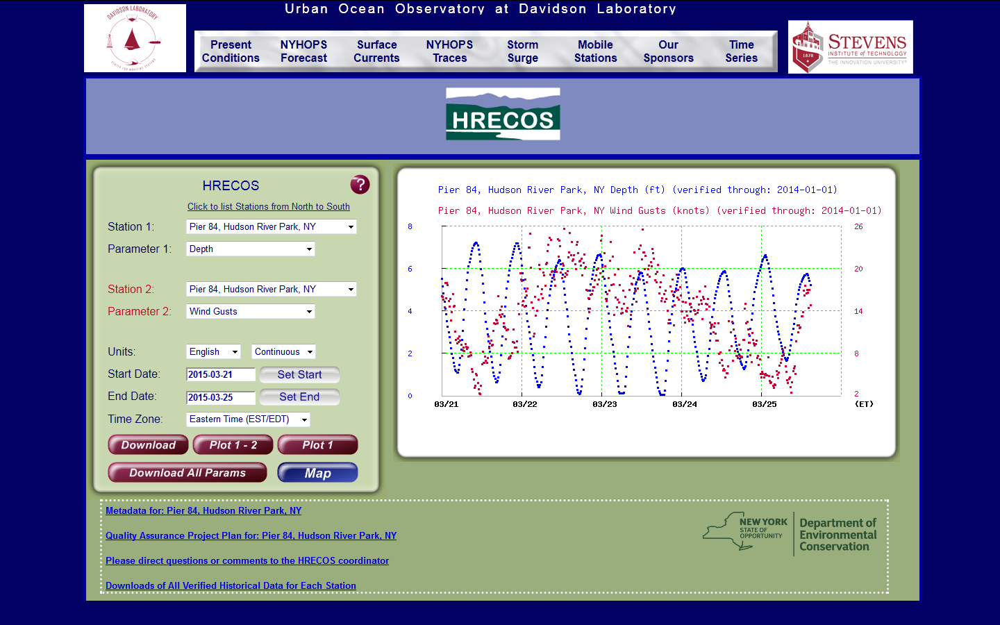 Urban Ocean Observatory at Davidson Laboratory
DAVIDSON LABORATORY
CENTER FOR MARITIME SYSTEMS
Present Conditions
NYHOPS Forecast
Surface Currents
NYHOPS Traces
Storm Surge
Mobile Stations
Our Sponsors
Time Series
1870
STEVENS
INSTITUTE of TECHNOLOGY
THE INNOVATION UNIVERSITY®
HRECOS
HRECOS
?
Click to list Stations from North to South
Station 1: Pier 84, Hudson River Park, NY
Parameter 1: Depth
Station 2: Pier 84, Hudson River Park, NY
Parameter 2: Wind Gusts
Units: English Continuous
Start Date: 2015-03-21 Set Start
End Date: 2015-03-25 Set End
Time Zone: Eastern Time (EST/EDT)
Download Plot 1 - 2 Plot 1
Download All Params Map
Pier 84, Hudson River Park, NY Depth (ft) (verified through: 2014-01-01)
Pier 84, Hudson River Park, NY Wind Gusts (knots) (verified through: 2014-01-01)
8 26
6 20
4 14
2 8
0 2
03/21 03/22 03/23 03/24 03/25 (ET)
Metadata for: Pier 84, Hudson River Park, NY
Quality Assurance Project Plan for: Pier 84, Hudson River Park, NY
Please direct questions or comments to the HRECOS coordinator
Downloads of All Verified Historical Data for Each Station
NEW YORK
STATE OF
OPPORTUNITY
Department of
Environmental
Conservation